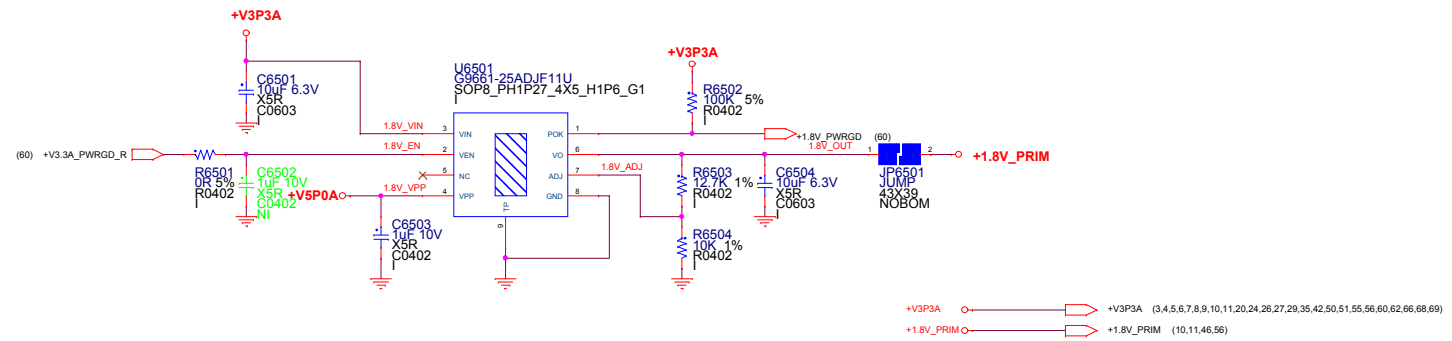 +V3P3A
C6501
10uF 6.3V
X5R
C0603
I
U6501
G9661-25ADJF11U
SOP8_PH1P27_4X5_H1P6_G1
I
+V3P3A
R6502
100K 5%
R0402
I
1.8V_VIN
3 VIN
POK 1
+1.8V_PWRGD (60)
(60) +V3.3A_PWRGD_R
R6501
0R 5%
R0402
I
C6502
1uF 10V
X5R
C0402
NI
1.8V_EN
2 VEN
VO 6
1.8V_OUT
1 2
+1.8V_PRIM
JP6501
JUMP
43X39
NOBOM
5 NC
ADJ 7
1.8V_ADJ
+V5P0A
1.8V_VPP
4 VPP
GND 8
TP
9
C6503
1uF 10V
X5R
C0402
I
R6503
12.7K 1%
R0402
I
C6504
10uF 6.3V
X5R
C0603
I
R6504
10K 1%
R0402
I
+V3P3A +V3P3A (3,4,5,6,7,8,9,10,11,20,24,26,27,29,35,42,50,51,55,56,60,62,66,68,69)
+1.8V_PRIM +1.8V_PRIM (10,11,46,56)